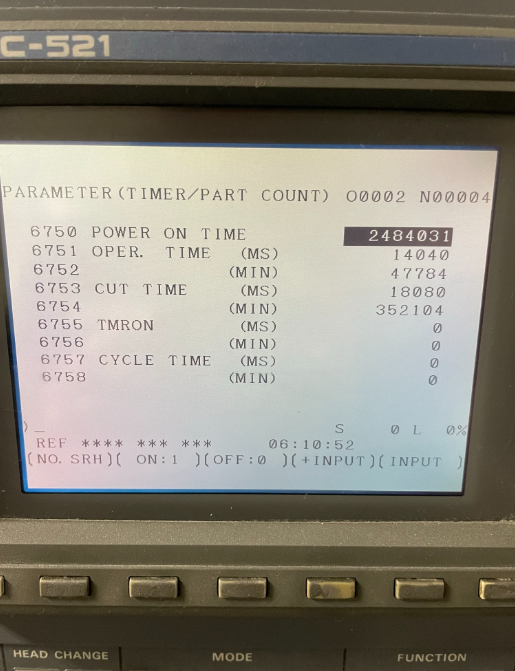 C-521
PARAMETER (TIMER/PART COUNT) O0002 N00004
6750 POWER ON TIME 2484031
6751 OPER. TIME (MS) 14040
6752 (MIN) 47784
6753 CUT TIME (MS) 18080
6754 (MIN) 352104
6755 TMRON (MS) 0
6756 (MIN) 0
6757 CYCLE TIME (MS) 0
6758 (MIN) 0
)_
S 0 L 0%
REF **** *** *** 06:10:52
(NO. SRH)( ON:1 )(OFF:0 )(+INPUT)(INPUT )
HEAD CHANGE MODE FUNCTION